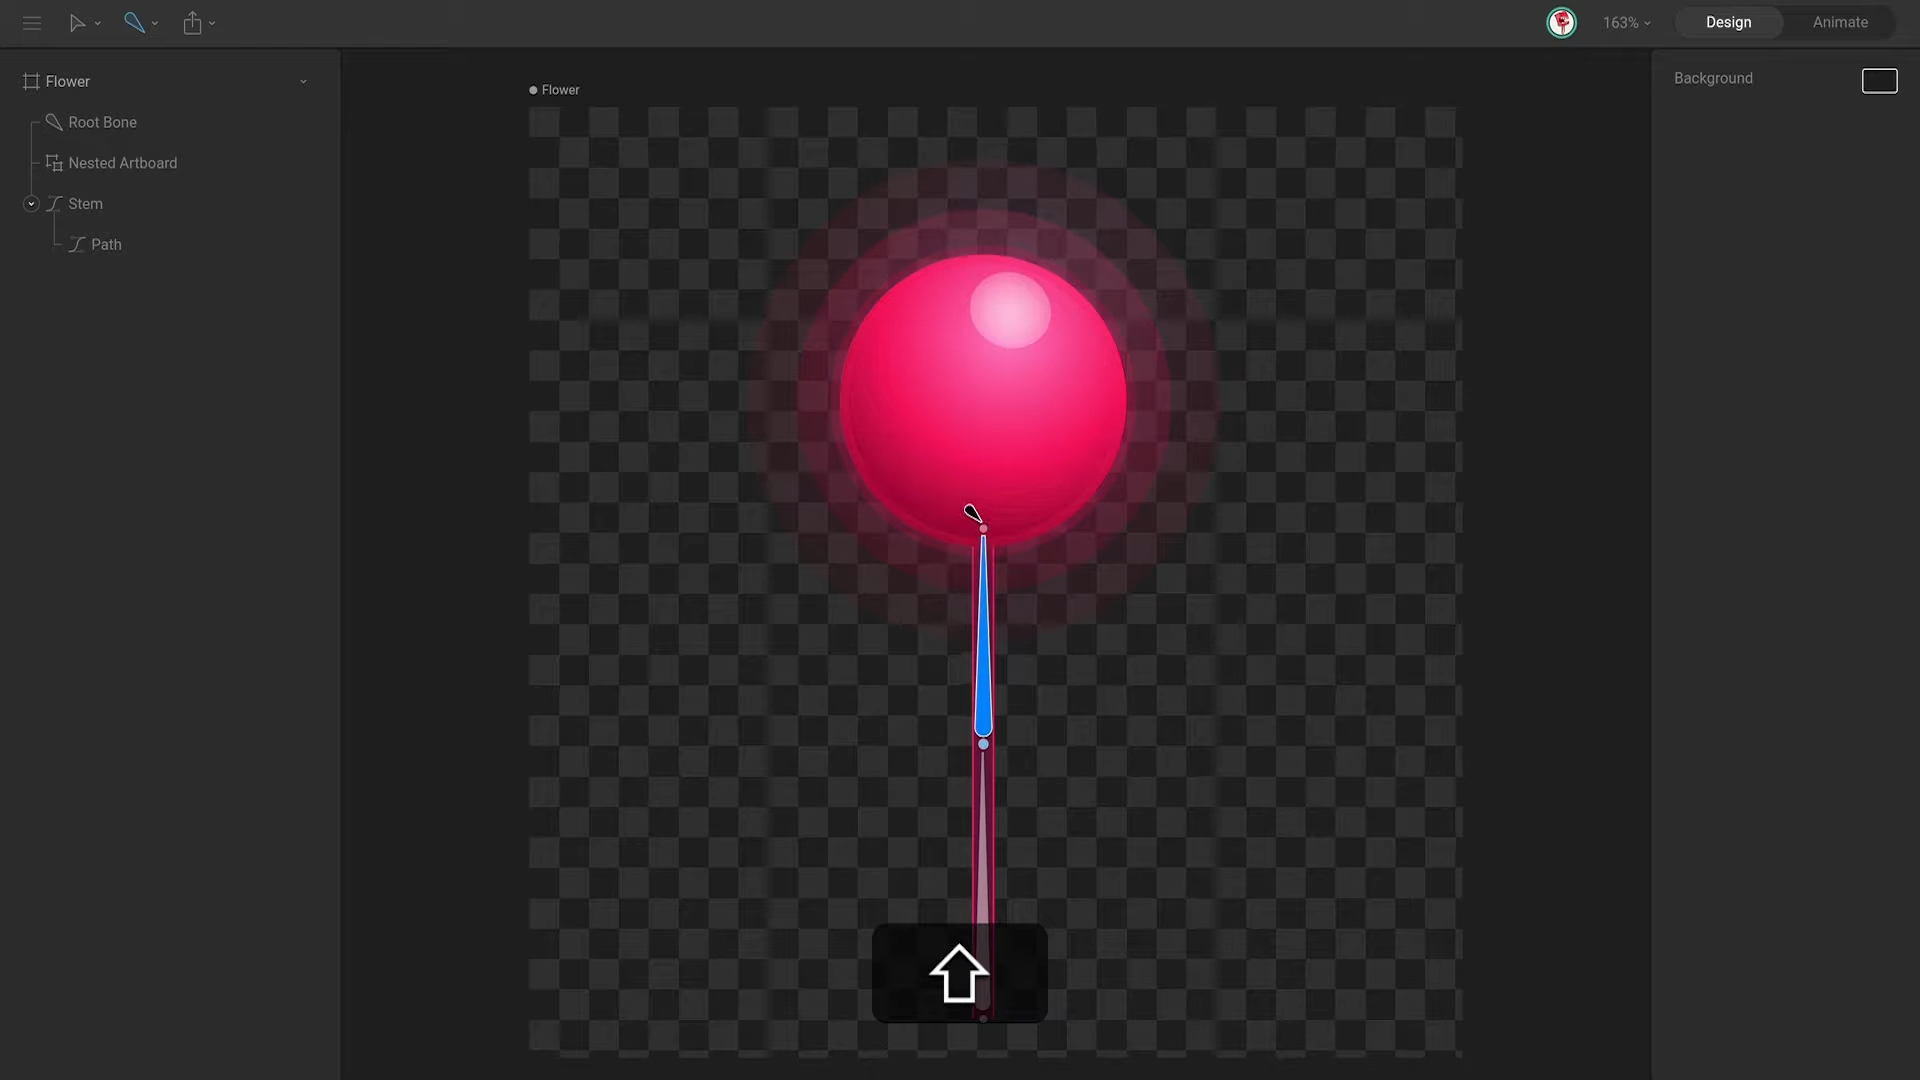 163%
Design
Animate
Flower
Root Bone
Nested Artboard
Stem
Path
Flower
Background